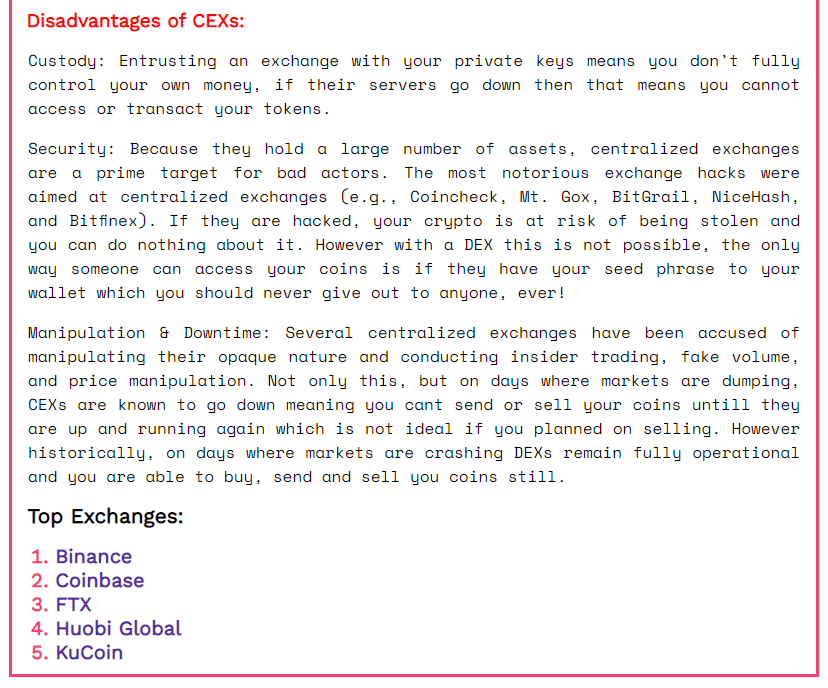 Disadvantages of CEXs:
Custody: Entrusting an exchange with your private keys means you don't fully
control your own money, if their servers go down then that means you cannot
access or transact your tokens.
Security: Because they hold a large number of assets, centralized exchanges
are a prime target for bad actors. The most notorious exchange hacks were
aimed at centralized exchanges (e.g., Coincheck, Mt. Gox, BitGrail, NiceHash,
and Bitfinex). If they are hacked, your crypto is at risk of being stolen and
you can do nothing about it. However with a DEX this is not possible, the only
way someone can access your coins is if they have your seed phrase to your
wallet which you should never give out to anyone, ever!
Manipulation & Downtime: Several centralized exchanges have been accused of
manipulating their opaque nature and conducting insider trading, fake volume,
and price manipulation. Not only this, but on days where markets are dumping,
CEXs are known to go down meaning you cant send or sell your coins untill they
are up and running again which is not ideal if you planned on selling. However
historically, on days where markets are crashing DEXs remain fully operational
and you are able to buy, send and sell you coins still.
Top Exchanges:
1. Binance
2. Coinbase
3. FTX
4. Huobi Global
5. KuCoin